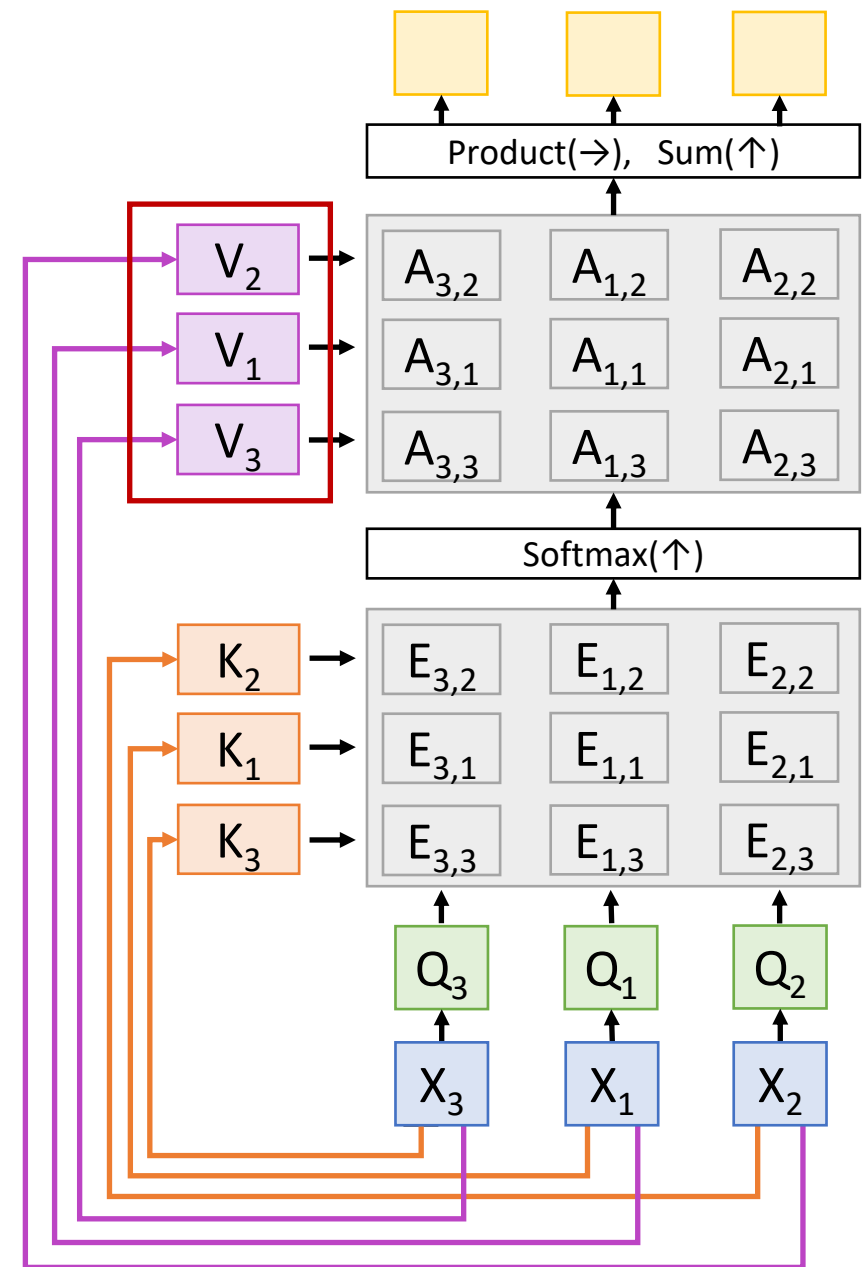 Product(→), Sum(↑)
V₂ A₃,₂ A₁,₂ A₂,₂
V₁ A₃,₁ A₁,₁ A₂,₁
V₃ A₃,₃ A₁,₃ A₂,₃
Softmax(↑)
K₂ E₃,₂ E₁,₂ E₂,₂
K₁ E₃,₁ E₁,₁ E₂,₁
K₃ E₃,₃ E₁,₃ E₂,₃
Q₃ Q₁ Q₂
X₃ X₁ X₂